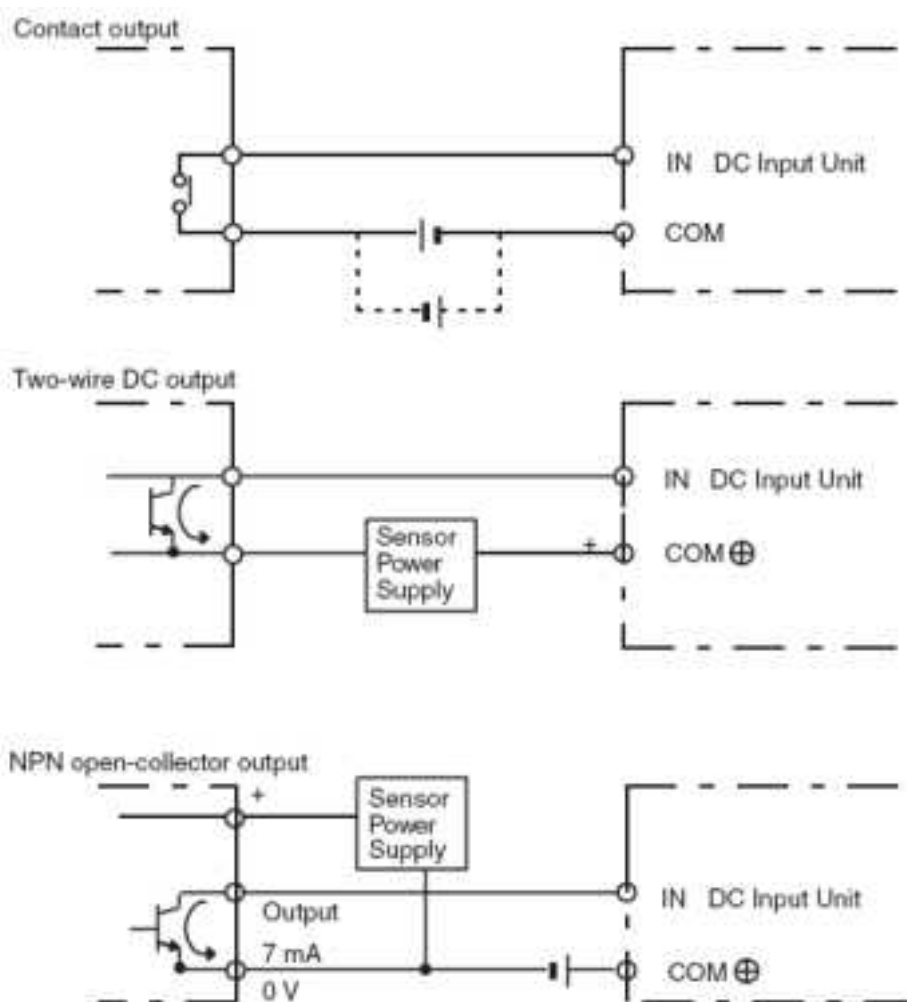 Contact output
IN DC Input Unit
COM
Two-wire DC output
IN DC Input Unit
Sensor
Power
Supply
+
COM ⊕
NPN open-collector output
+
Sensor
Power
Supply
Output
IN DC Input Unit
7 mA
COM ⊕
0 V